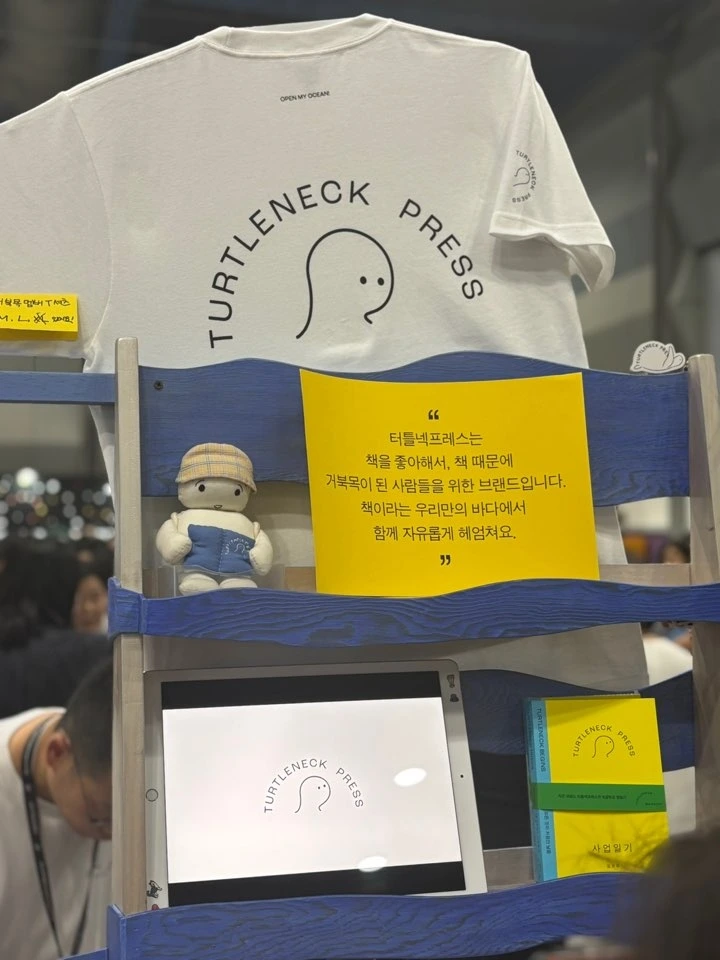 OPEN MY OCEAN!
TURTLENECK PRESS
TURTLENECK PRESS
M. L
“
터틀넥프레스는
책을 좋아해서, 책 때문에
거북목이 된 사람들을 위한 브랜드입니다.
책이라는 우리만의 바다에서
함께 자유롭게 헤엄쳐요.
”
TURTLENECK PRESS
TURTLENECK PRESS
사업일기